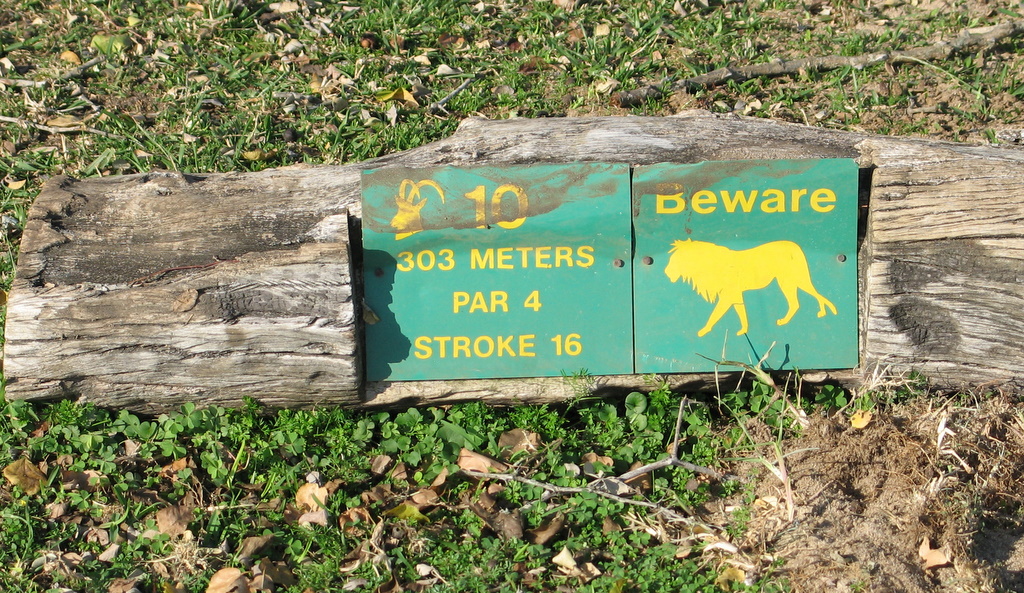 10
303 METERS
PAR 4
STROKE 16
Beware